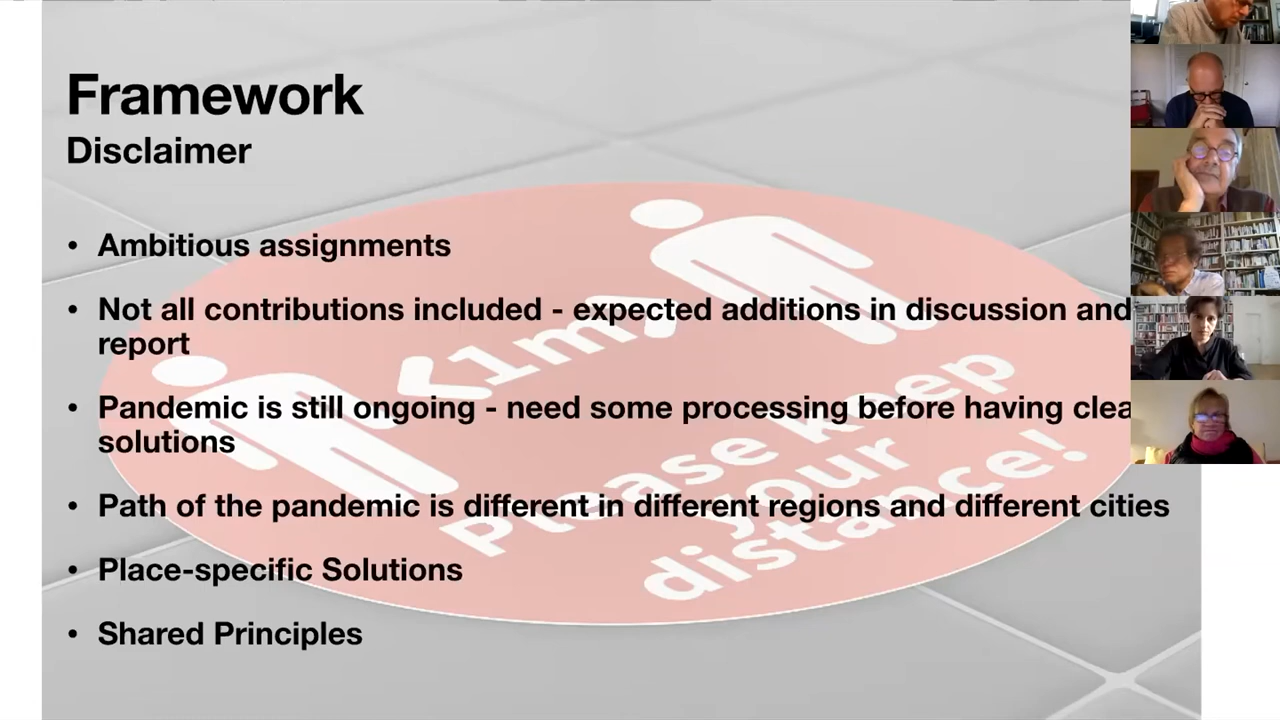 Framework
Disclaimer
• Ambitious assignments
• Not all contributions included - expected additions in discussion and
report
• Pandemic is still ongoing - need some processing before having clea
solutions
• Path of the pandemic is different in different regions and different cities
• Place-specific Solutions
• Shared Principles
<1m>
Please keep
your
distance!